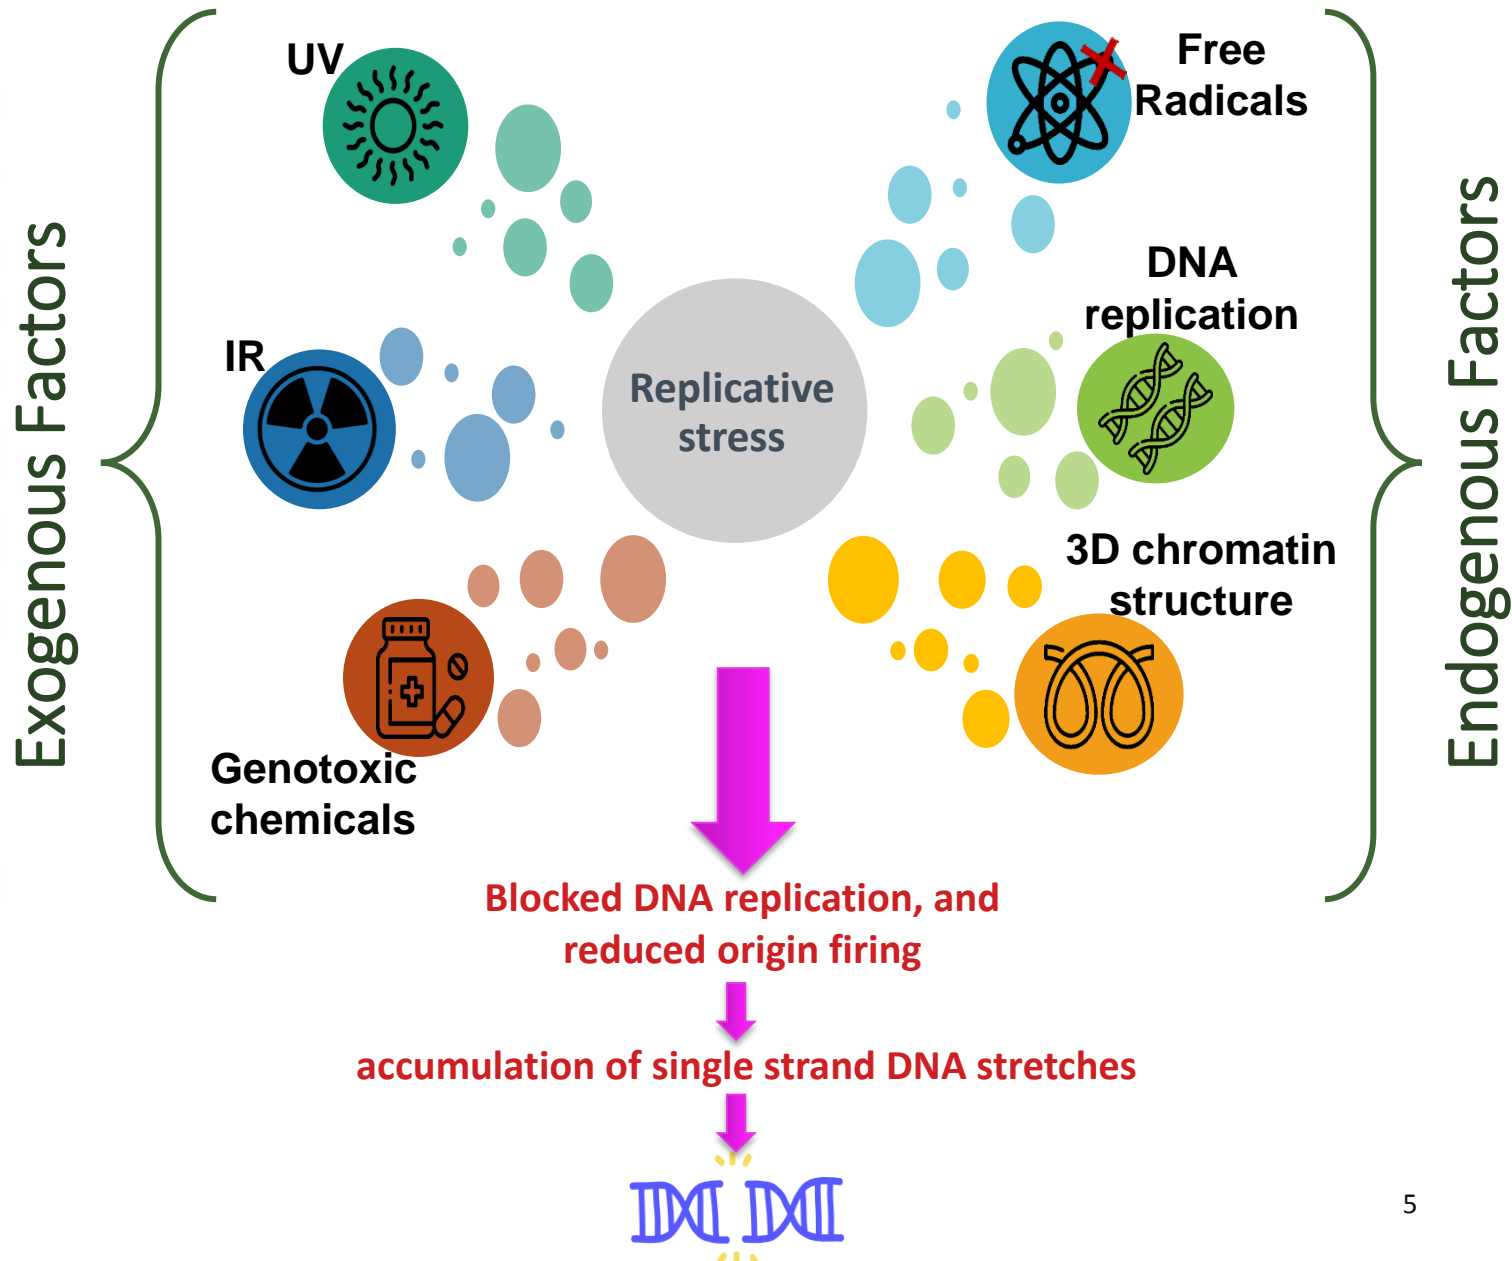 Exogenous Factors
UV
IR
Genotoxic
chemicals
Replicative
stress
Free
Radicals
DNA
replication
3D chromatin
structure
Endogenous Factors
Blocked DNA replication, and
reduced origin firing
accumulation of single strand DNA stretches
5